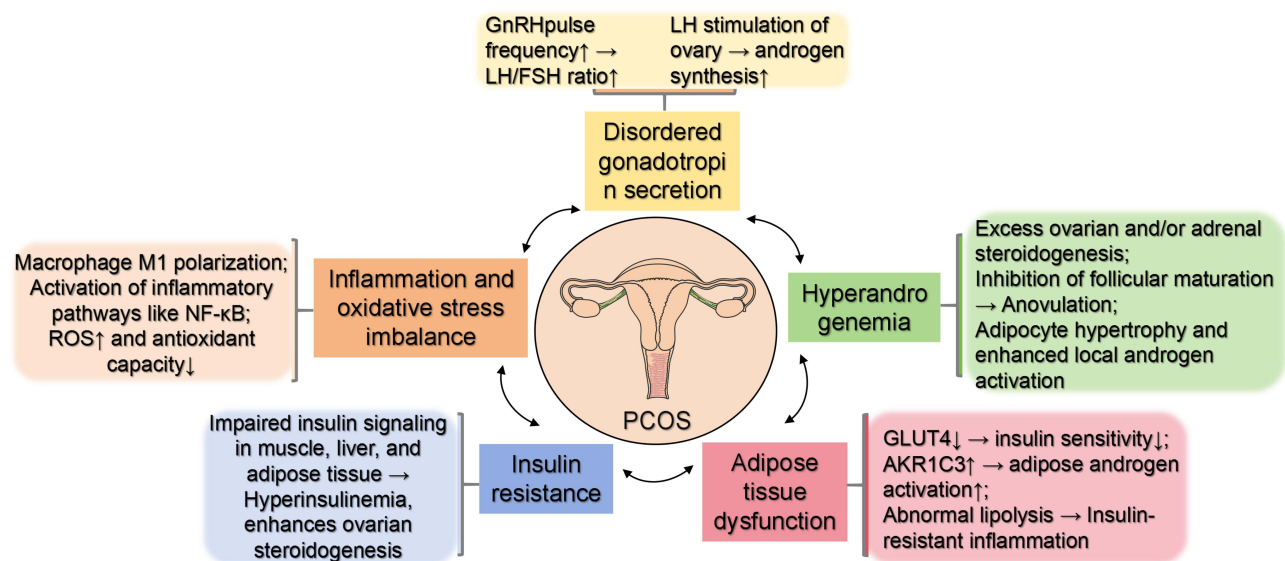 GnRHpulse
frequency↑ →
LH/FSH ratio↑
LH stimulation of
ovary → androgen
synthesis↑
Disordered
gonadotropi
n secretion
Macrophage M1 polarization;
Activation of inflammatory
pathways like NF-κB;
ROS↑ and antioxidant
capacity↓
Inflammation and
oxidative stress
imbalance
Hyperandro
genemia
Excess ovarian and/or adrenal
steroidogenesis;
Inhibition of follicular maturation
→ Anovulation;
Adipocyte hypertrophy and
enhanced local androgen
activation
PCOS
Impaired insulin signaling
in muscle, liver, and
adipose tissue →
Hyperinsulinemia,
enhances ovarian
steroidogenesis
Insulin
resistance
Adipose
tissue
dysfunction
GLUT4↓ → insulin sensitivity↓;
AKR1C3↑ → adipose androgen
activation↑;
Abnormal lipolysis → Insulin-
resistant inflammation